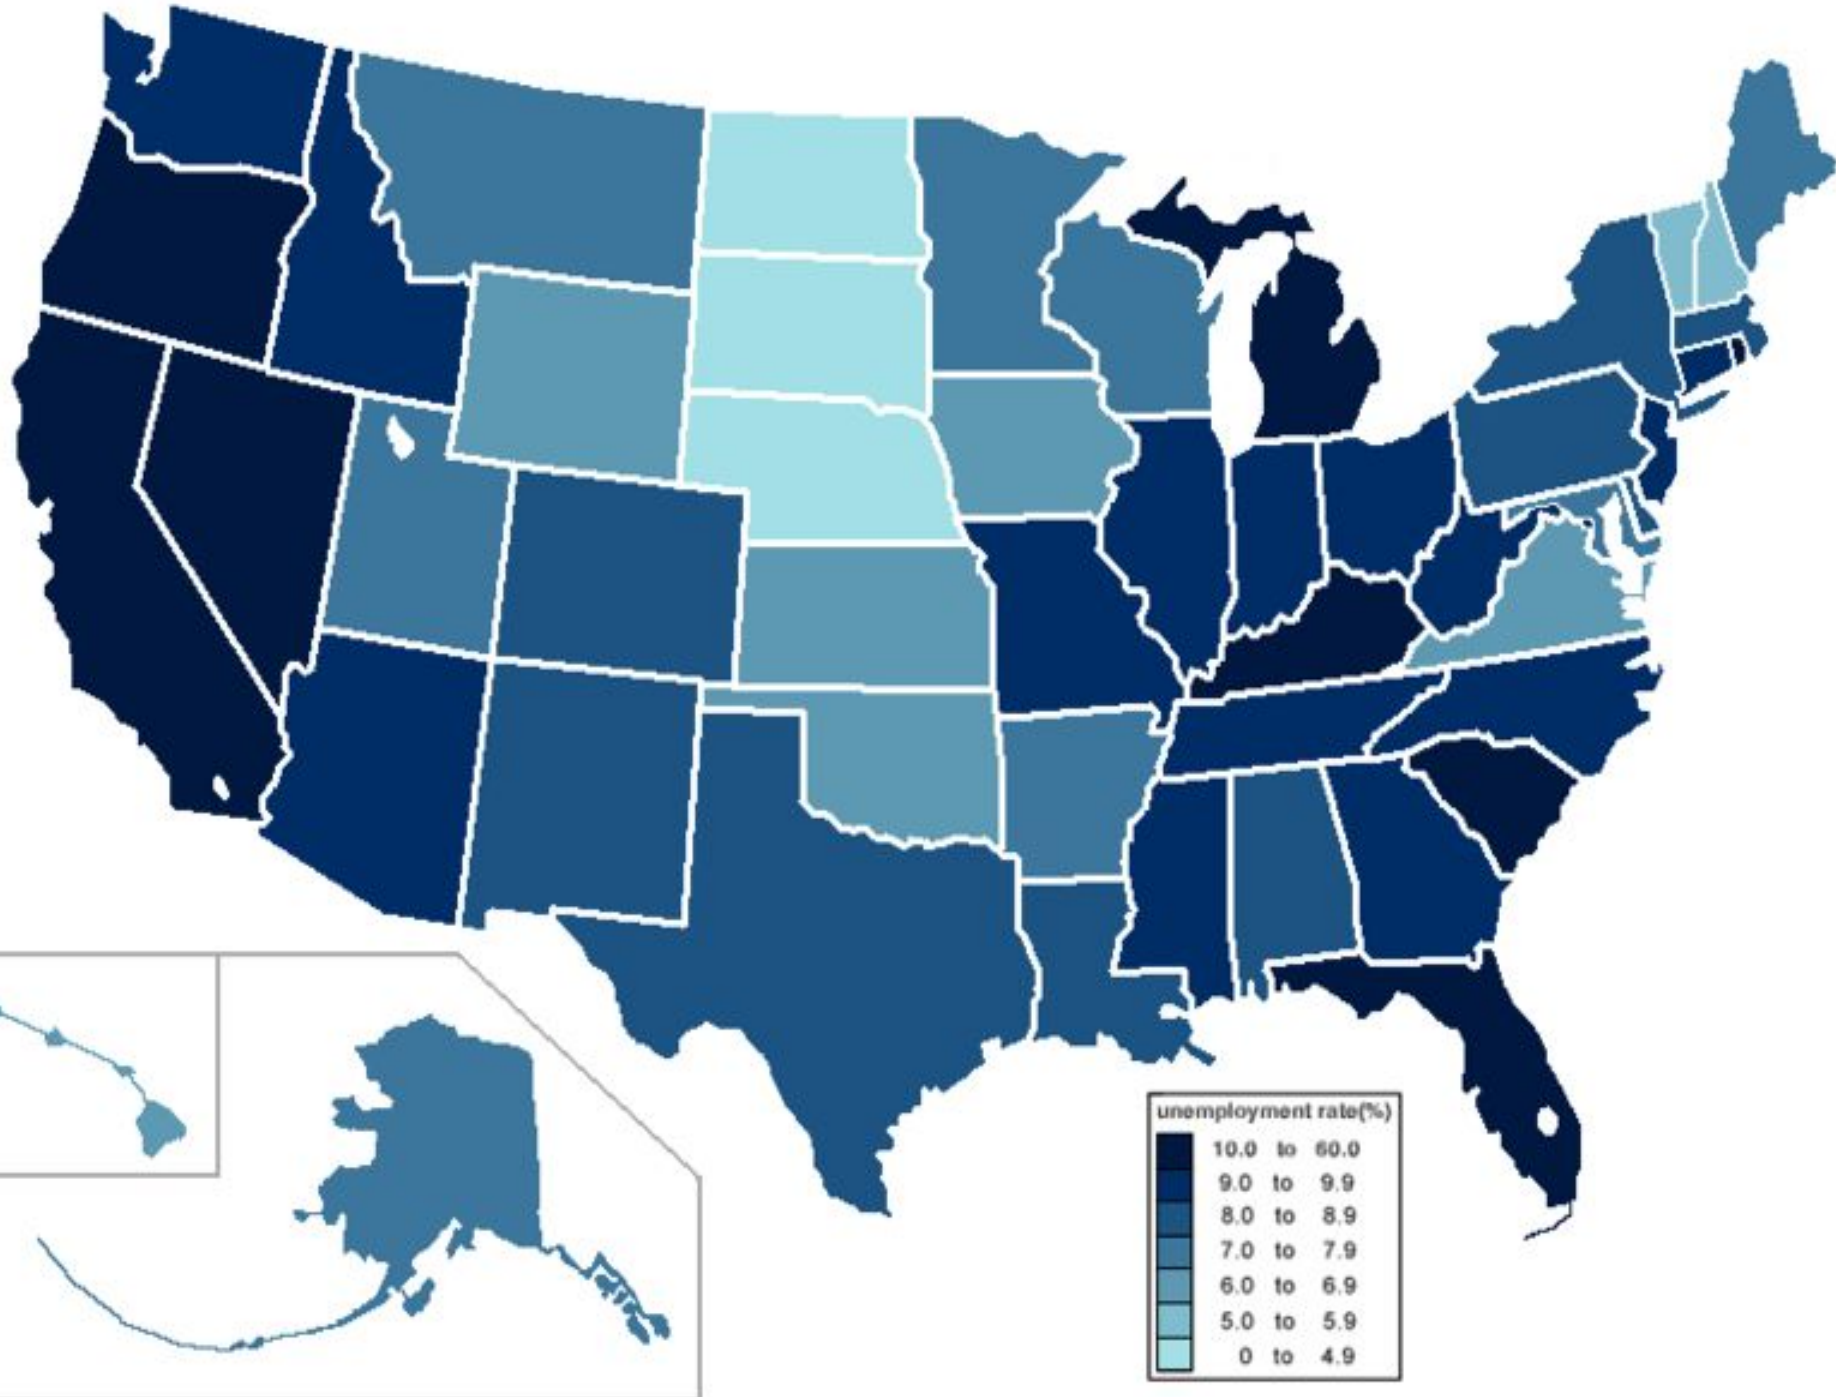 unemployment rate(%)
10.0 to 60.0
9.0 to 9.9
8.0 to 8.9
7.0 to 7.9
6.0 to 6.9
5.0 to 5.9
0 to 4.9